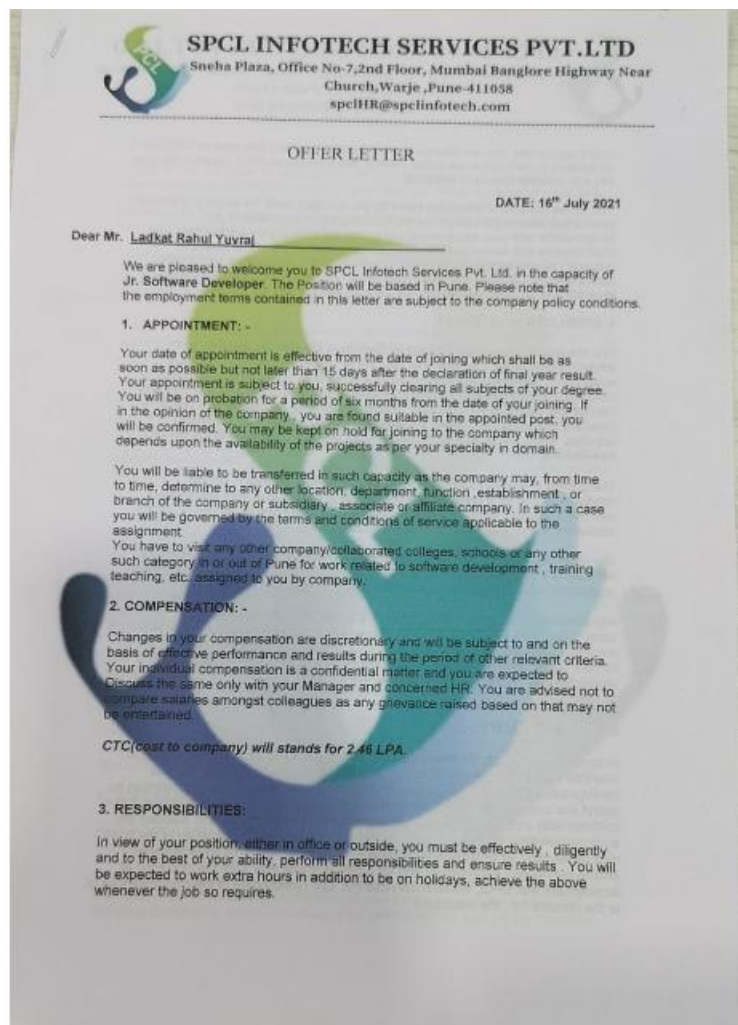 PCL
SPCL INFOTECH SERVICES PVT.LTD
Sneha Plaza, Office No-7,2nd Floor, Mumbai Banglore Highway Near
Church,Warje ,Pune-411058
spclHR@spclinfotech.com
OFFER LETTER
DATE: 16th July 2021
Dear Mr. Ladkat Rahul Yuvraj
We are pleased to welcome you to SPCL Infotech Services Pvt. Ltd. in the capacity of
Jr. Software Developer. The Position will be based in Pune. Please note that
the employment terms contained in this letter are subject to the company policy conditions.
1. APPOINTMENT: -
Your date of appointment is effective from the date of joining which shall be as
soon as possible but not later than 15 days after the declaration of final year result.
Your appointment is subject to you, successfully clearing all subjects of your degree.
You will be on probation for a period of six months from the date of your joining. If
in the opinion of the company , you are found suitable in the appointed post, you
will be confirmed. You may be kept on hold for joining to the company which
depends upon the availability of the projects as per your specialty in domain.
You will be liable to be transferred in such capacity as the company may, from time
to time, determine to any other location, department, function ,establishment , or
branch of the company or subsidiary , associate or affiliate company. In such a case
you will be governed by the terms and conditions of service applicable to the
assignment
You have to visit any other company/collaborated colleges, schools or any other
such category in or out of Pune for work related to software development , training
teaching, etc. assigned to you by company.
2. COMPENSATION: -
Changes in your compensation are discretionary and will be subject to and on the
basis of effective performance and results during the period of other relevant criteria.
Your individual compensation is a confidential matter and you are expected to
Discuss the same only with your Manager and concerned HR. You are advised not to
compare salaries amongst colleagues as any grievance raised based on that may not
be entertained.
CTC(cost to company) will stands for 2.46 LPA.
3. RESPONSIBILITIES:
In view of your position, either in office or outside, you must be effectively , diligently
and to the best of your ability, perform all responsibilities and ensure results . You will
be expected to work extra hours in addition to be on holidays, achieve the above
whenever the job so requires.